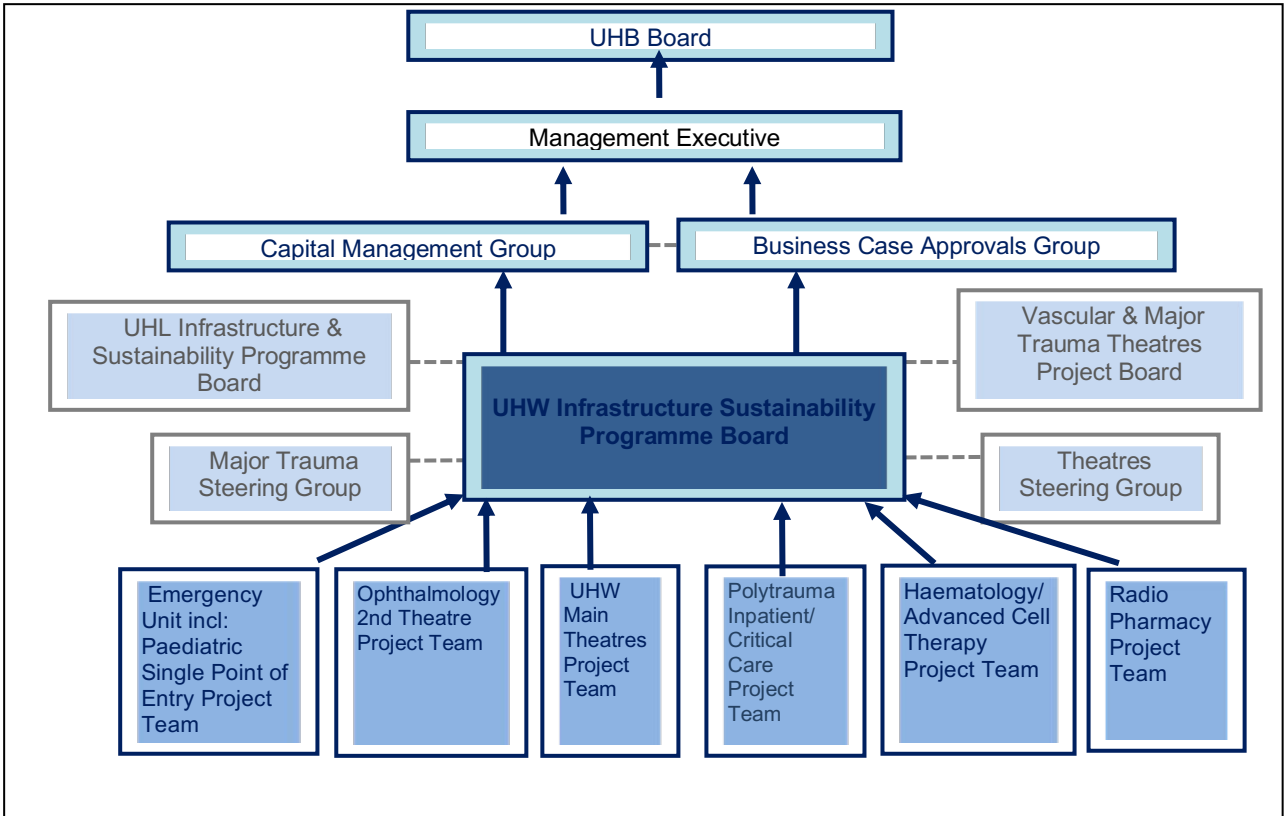 UHB Board
Management Executive
Capital Management Group
Business Case Approvals Group
UHL Infrastructure &
Sustainability Programme
Board
Vascular & Major
Trauma Theatres
Project Board
UHW Infrastructure Sustainability
Programme Board
Major Trauma
Steering Group
Theatres
Steering Group
Emergency
Unit incl:
Paediatric
Single Point of
Entry Project
Team
Ophthalmology
2nd Theatre
Project Team
UHW
Main
Theatres
Project
Team
Polytrauma
Inpatient/
Critical
Care
Project
Team
Haematology/
Advanced Cell
Therapy
Project Team
Radio
Pharmacy
Project
Team